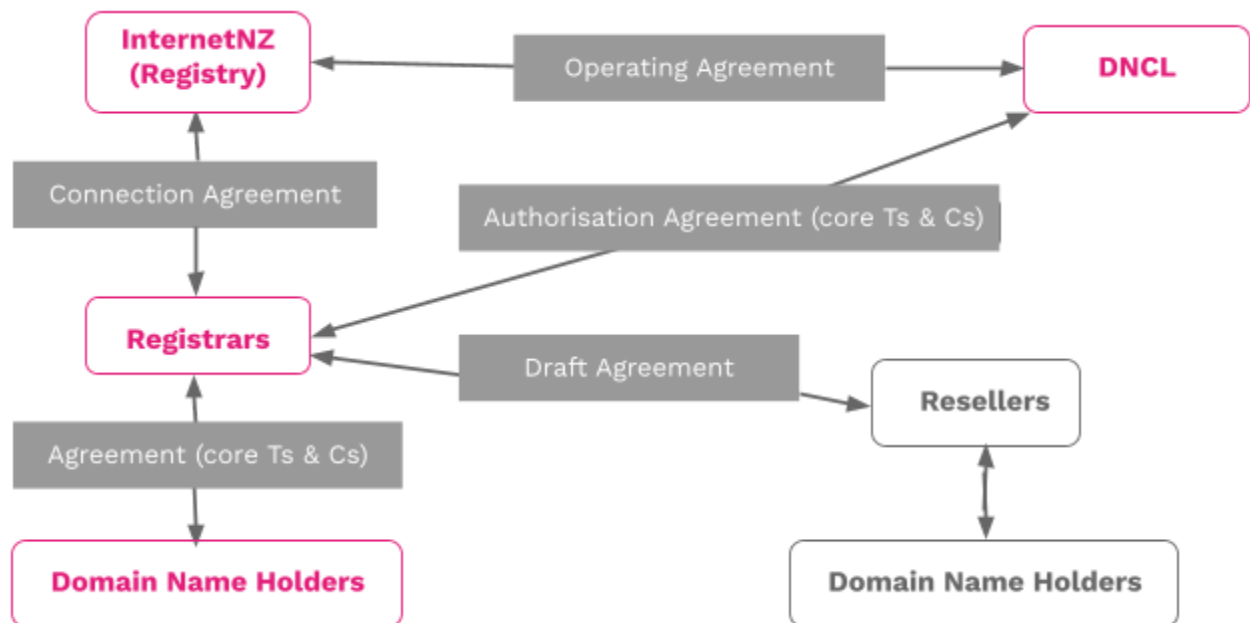 InternetNZ
(Registry)
Operating Agreement
DNCL
Connection Agreement
Authorisation Agreement (core Ts & Cs)
Registrars
Draft Agreement
Resellers
Agreement (core Ts & Cs)
Domain Name Holders
Domain Name Holders